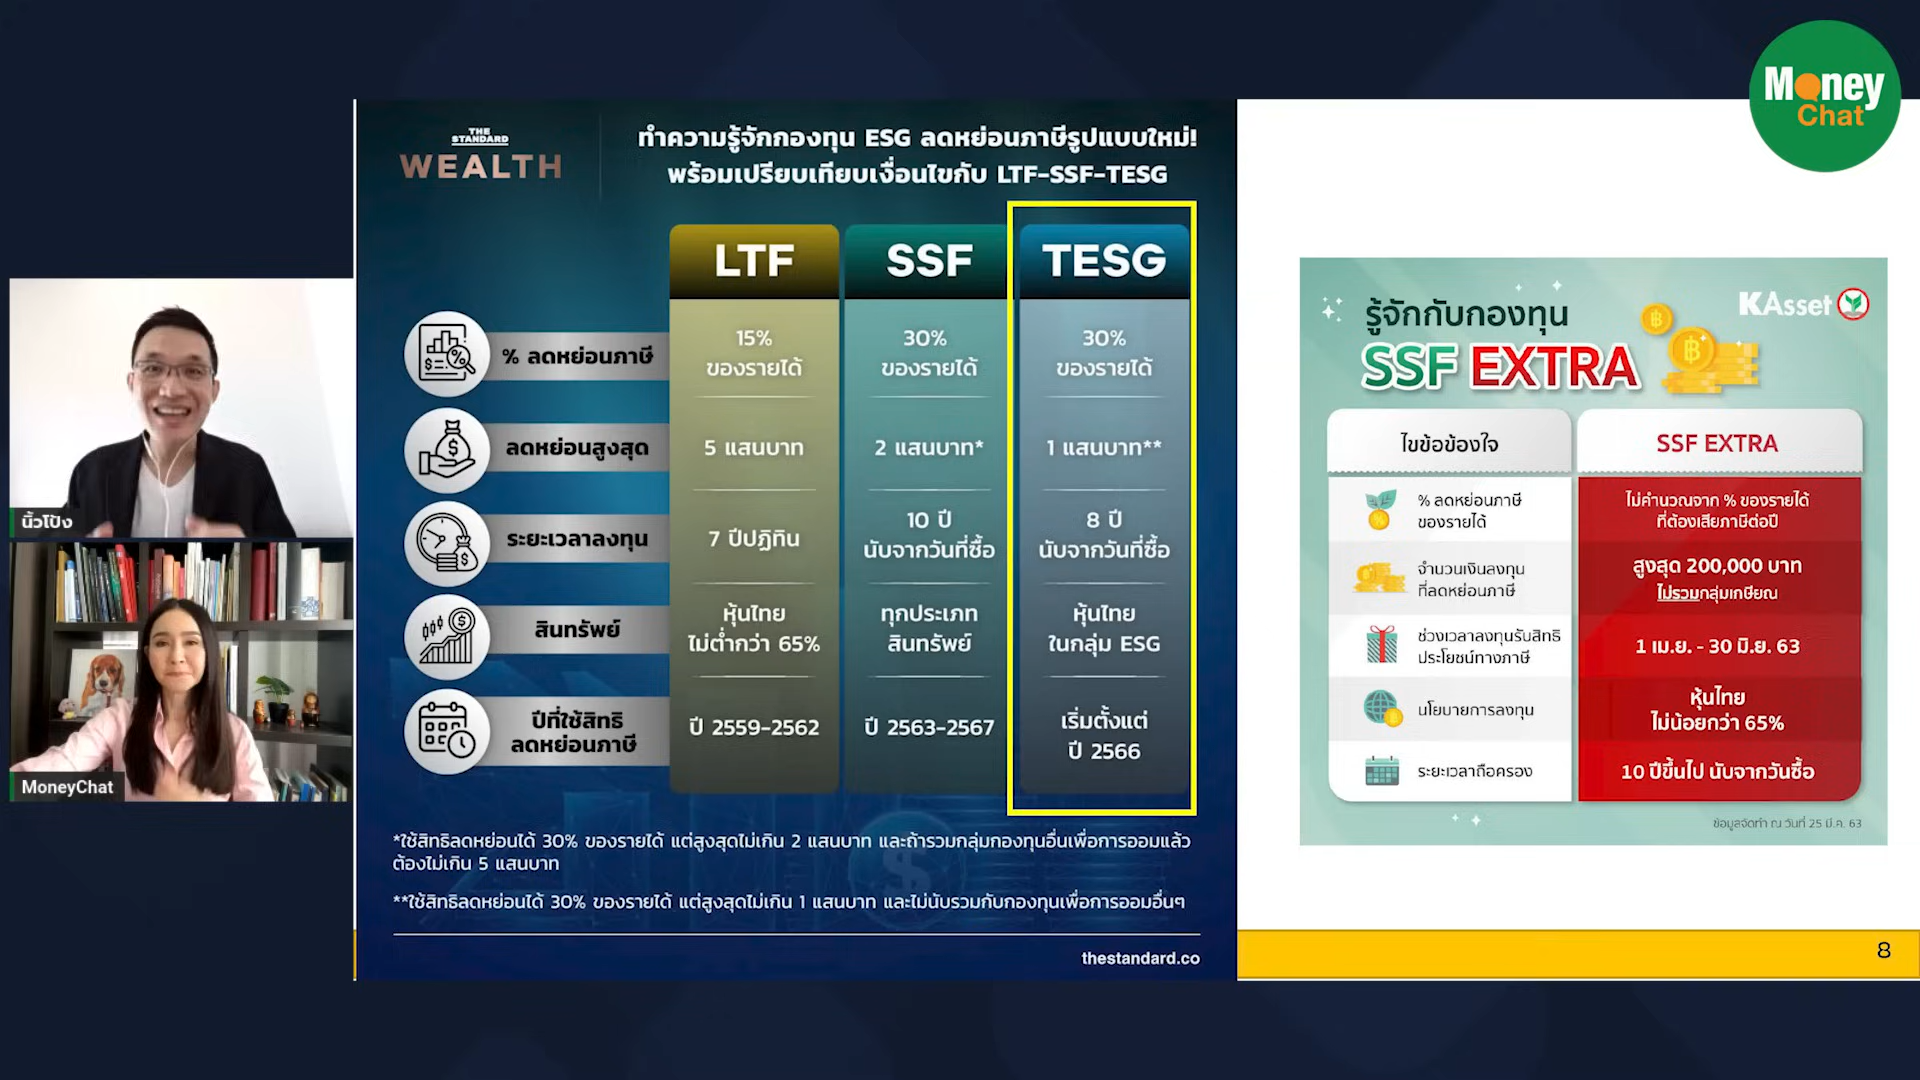 Money
Chat
THE
STANDARD
WEALTH
ทำความรู้จักกองทุน ESG ลดหย่อนภาษีรูปแบบใหม่!
พร้อมเปรียบเทียบเงื่อนไขกับ LTF-SSF-TESG
LTF SSF TESG
% ลดหย่อนภาษี
15%
ของรายได้
30%
ของรายได้
30%
ของรายได้
ลดหย่อนสูงสุด
5 แสนบาท
2 แสนบาท*
1 แสนบาท**
ระยะเวลาลงทุน
7 ปีปฏิทิน
10 ปี
นับจากวันที่ซื้อ
8 ปี
นับจากวันที่ซื้อ
สินทรัพย์
หุ้นไทย
ไม่ต่ำกว่า 65%
ทุกประเภท
สินทรัพย์
หุ้นไทย
ในกลุ่ม ESG
ปีที่ใช้สิทธิ
ลดหย่อนภาษี
ปี 2559-2562
ปี 2563-2567
เริ่มตั้งแต่
ปี 2566
*ใช้สิทธิลดหย่อนได้ 30% ของรายได้ แต่สูงสุดไม่เกิน 2 แสนบาท และถ้ารวมกลุ่มกองทุนอื่นเพื่อการออมแล้ว
ต้องไม่เกิน 5 แสนบาท
**ใช้สิทธิลดหย่อนได้ 30% ของรายได้ แต่สูงสุดไม่เกิน 1 แสนบาท และไม่นับรวมกับกองทุนเพื่อการออมอื่นๆ
thestandard.co
นิ้วโป้ง
MoneyChat
KAsset
รู้จักกับกองทุน
SSF EXTRA
ไขข้อข้องใจ
SSF EXTRA
% ลดหย่อนภาษี
ของรายได้
ไม่คำนวณจาก % ของรายได้
ที่ต้องเสียภาษีต่อปี
จำนวนเงินลงทุน
ที่ลดหย่อนภาษี
สูงสุด 200,000 บาท
ไม่รวมกลุ่มเกษียณ
ช่วงเวลาลงทุนรับสิทธิ
ประโยชน์ทางภาษี
1 เม.ย. - 30 มิ.ย. 63
นโยบายการลงทุน
หุ้นไทย
ไม่น้อยกว่า 65%
ระยะเวลาถือครอง
10 ปีขึ้นไป นับจากวันซื้อ
ข้อมูลจัดทำ ณ วันที่ 25 มี.ค. 63
8